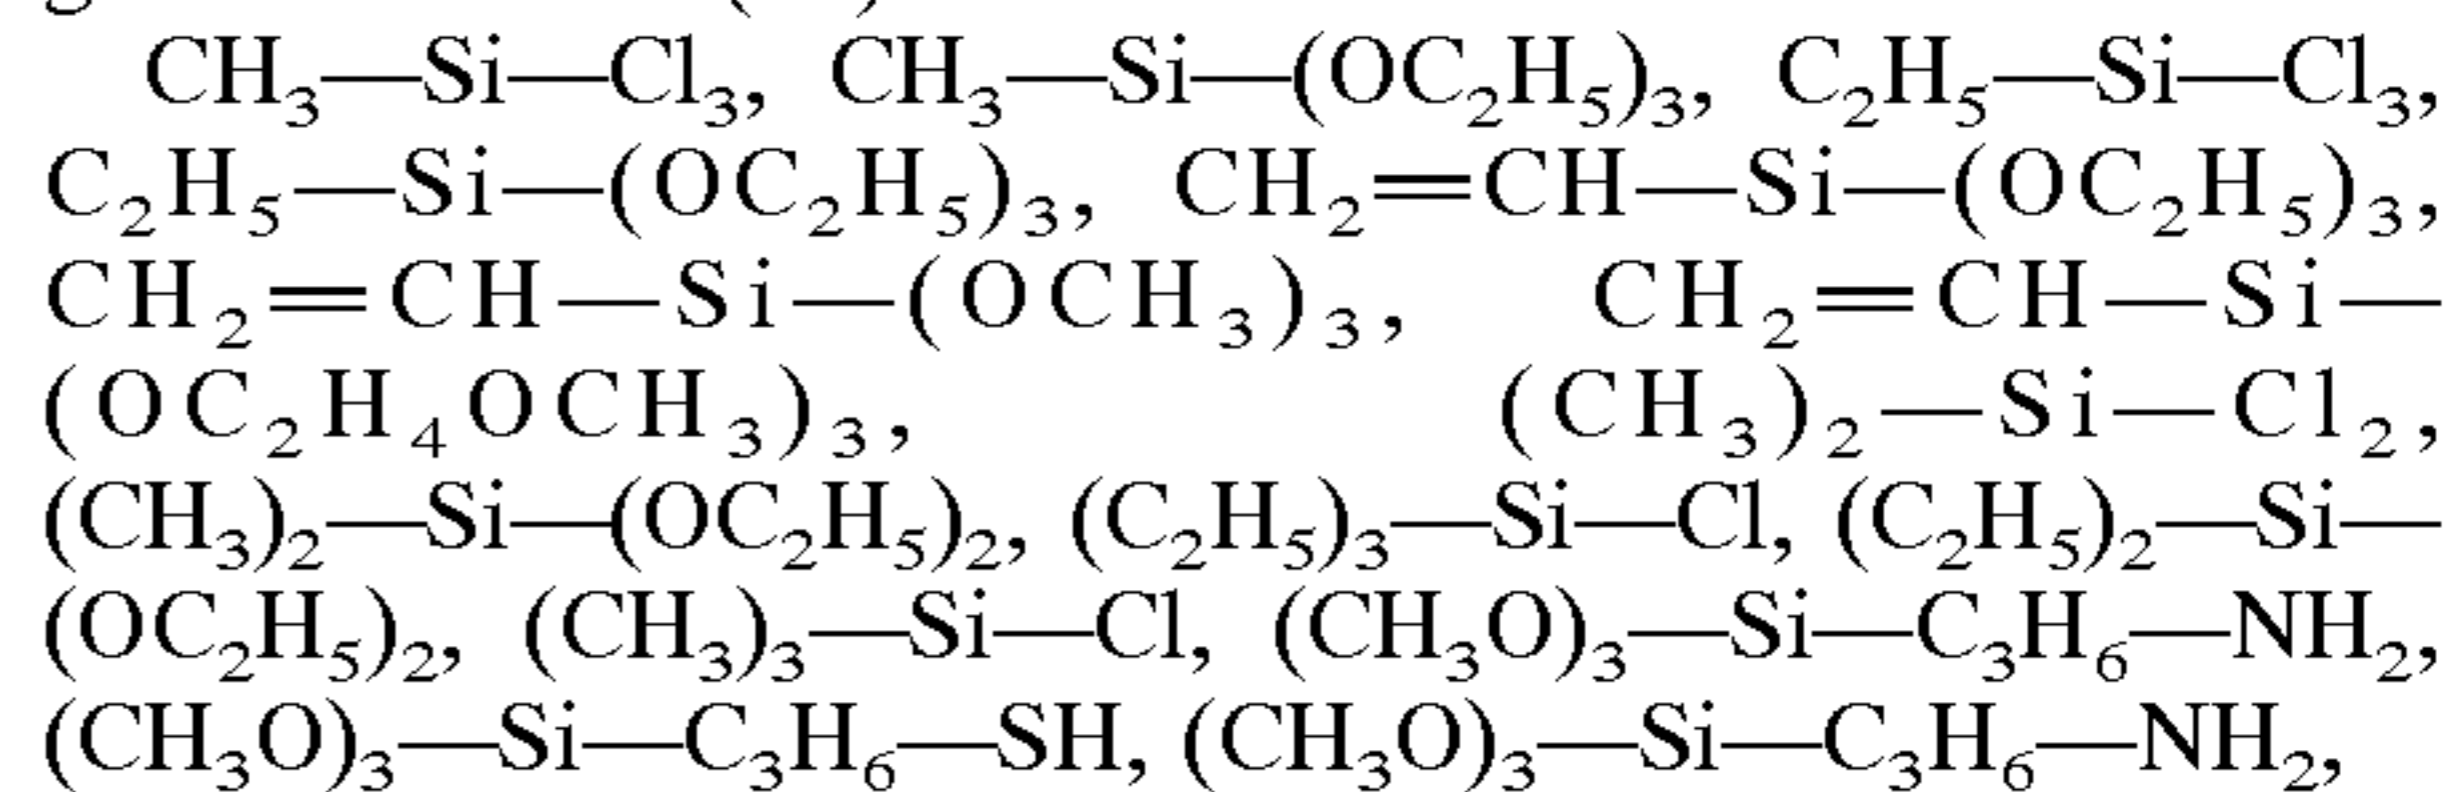 CH₃—Si—Cl₃, CH₃—Si—(OC₂H₅)₃, C₂H₅—Si—Cl₃,
C₂H₅—Si—(OC₂H₅)₃, CH₂=CH—Si—(OC₂H₅)₃,
CH₂=CH—Si—(OCH₃)₃, CH₂=CH—Si—
(OC₂H₄OCH₃)₃, (CH₃)₂—Si—Cl₂,
(CH₃)₂—Si—(OC₂H₅)₂, (C₂H₅)₃—Si—Cl, (C₂H₅)₂—Si—
(OC₂H₅)₂, (CH₃)₃—Si—Cl, (CH₃O)₃—Si—C₃H₆—NH₂,
(CH₃O)₃—Si—C₃H₆—SH, (CH₃O)₃—Si—C₃H₆—NH₂,